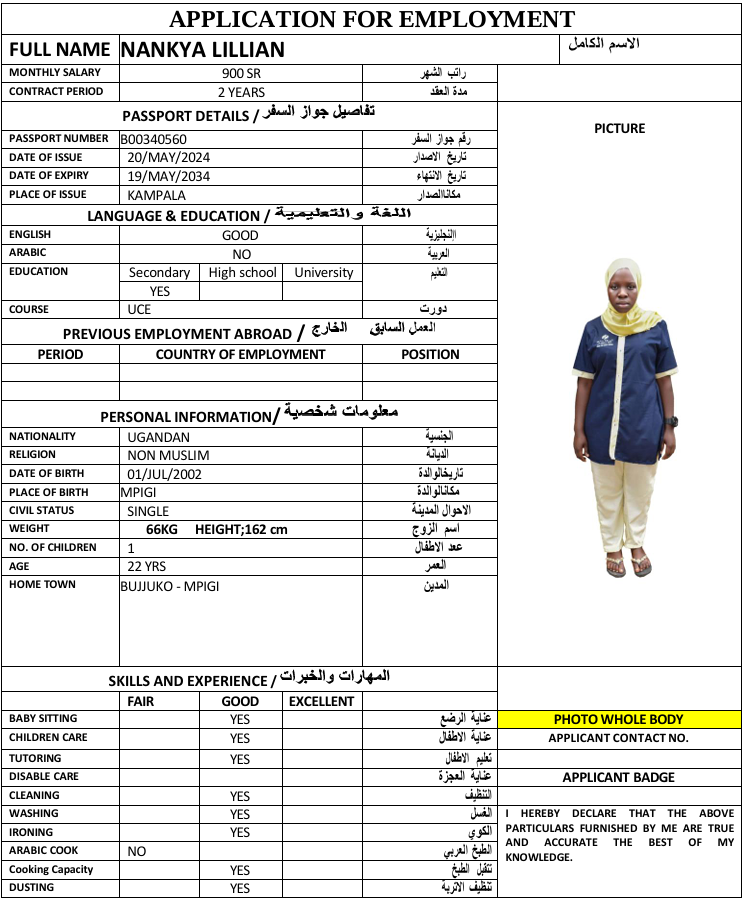 APPLICATION FOR EMPLOYMENT
FULL NAME NANKYA LILLIAN الاسم الكامل
MONTHLY SALARY 900 SR راتب الشهر
CONTRACT PERIOD 2 YEARS مدة العقد
PASSPORT DETAILS / تفاصيل جواز السفر
PICTURE
PASSPORT NUMBER B00340560 رقم جواز السفر
DATE OF ISSUE 20/MAY/2024 تاريخ الاصدار
DATE OF EXPIRY 19/MAY/2034 تاريخ الانتهاء
PLACE OF ISSUE KAMPALA مكاناالصدار
LANGUAGE & EDUCATION / اللغة والتعليمية
ENGLISH GOOD اإلنجليزية
ARABIC NO العربية
EDUCATION Secondary High school University التعليم
YES
COURSE UCE دورت
PREVIOUS EMPLOYMENT ABROAD / العمل السابق الخارج
PERIOD COUNTRY OF EMPLOYMENT POSITION
PERSONAL INFORMATION/ معلومات شخصية
NATIONALITY UGANDAN الجنسية
RELIGION NON MUSLIM الديانة
DATE OF BIRTH 01/JUL/2002 تاريخالوالدة
PLACE OF BIRTH MPIGI مكانالوالدة
CIVIL STATUS SINGLE الاحوال المدينة
WEIGHT 66KG HEIGHT;162 cm اسم الزوج
NO. OF CHILDREN 1 عدد الاطفال
AGE 22 YRS العمر
HOME TOWN BUJJUKO - MPIGI المدين
SKILLS AND EXPERIENCE / المهارات والخبرات
FAIR GOOD EXCELLENT
BABY SITTING YES عناية الرضع
PHOTO WHOLE BODY
CHILDREN CARE YES عناية الاطفال
APPLICANT CONTACT NO.
TUTORING YES تعليم الاطفال
DISABLE CARE عناية العجزة
APPLICANT BADGE
CLEANING YES التنظيف
WASHING YES الغسل
IRONING YES الكوي
ARABIC COOK NO الطبخ العربي
Cooking Capacity YES تتقبل الطبخ
DUSTING YES تنظيف الاتربة
I HEREBY DECLARE THAT THE ABOVE
PARTICULARS FURNISHED BY ME ARE TRUE
AND ACCURATE THE BEST OF MY
KNOWLEDGE.